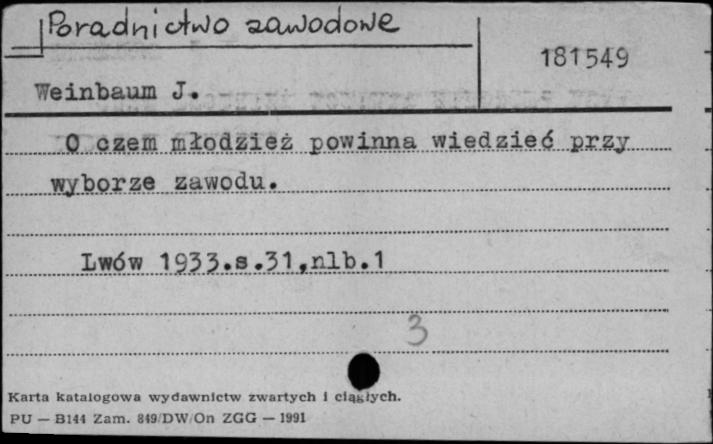 Poradnictwo zawodowe
181549
Weinbaum J.
O czem młodzież powinna wiedzieć przy
wyborze zawodu.
Lwów 1933.s.31,nlb.1
3
Karta katalogowa wydawnictw zwartych i ciągłych.
PU — B144 Zam. 849/DW/On ZGG — 1991